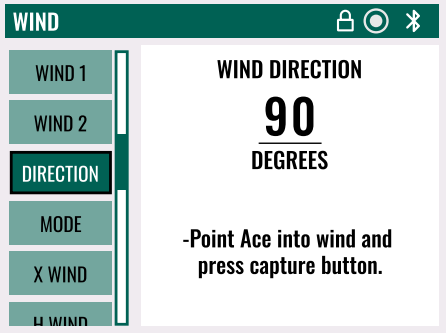 WIND
WIND 1
WIND 2
DIRECTION
MODE
X WIND
H WIND
WIND DIRECTION
90
DEGREES
-Point Ace into wind and
press capture button.